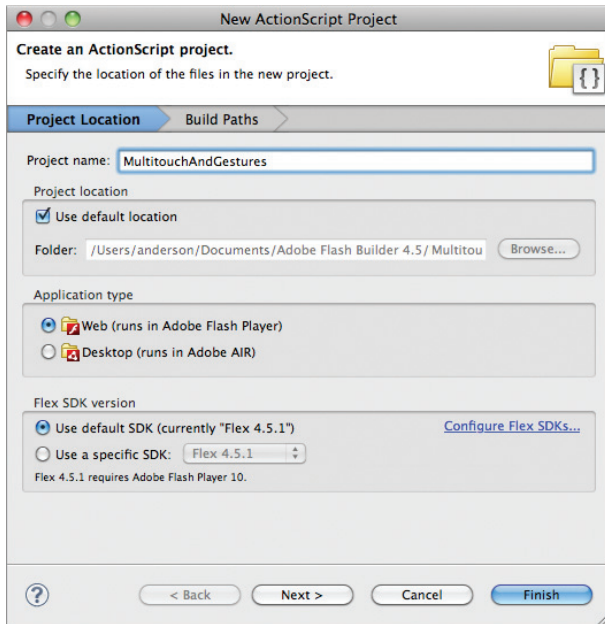 New ActionScript Project
Create an ActionScript project.
Specify the location of the files in the new project.
{}
Project Location Build Paths
Project name: MultitouchAndGestures
Project location
Use default location
Folder: /Users/anderson/Documents/Adobe Flash Builder 4.5/ Multitou Browse...
Application type
Web (runs in Adobe Flash Player)
Desktop (runs in Adobe AIR)
Flex SDK version
Use default SDK (currently "Flex 4.5.1") Configure Flex SDKs...
Use a specific SDK: Flex 4.5.1
Flex 4.5.1 requires Adobe Flash Player 10.
? < Back Next > Cancel Finish